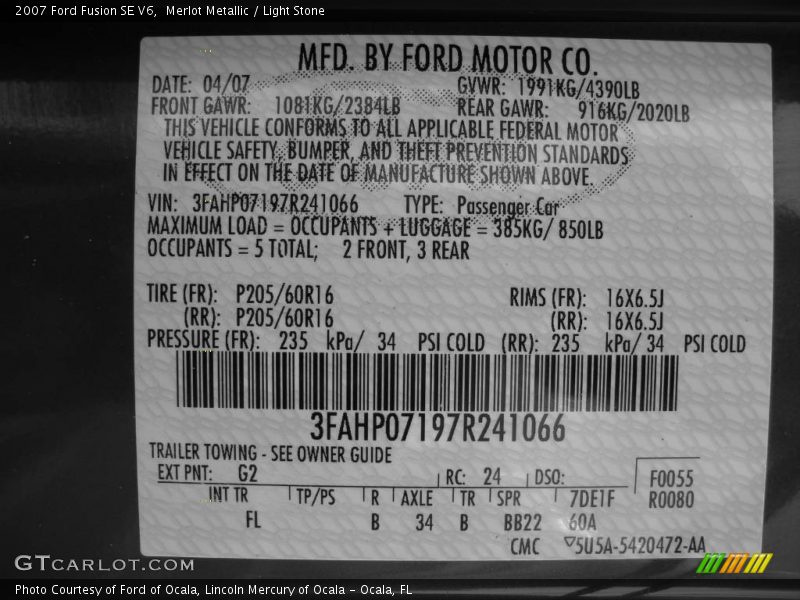 2007 Ford Fusion SE V6,  Merlot Metallic / Light Stone
MFD. BY FORD MOTOR CO.
DATE: 04/07 GVWR: 1991KG/4390LB
FRONT GAWR: 1081KG/2384LB REAR GAWR: 916KG/2020LB
THIS VEHICLE CONFORMS TO ALL APPLICABLE FEDERAL MOTOR
VEHICLE SAFETY, BUMPER, AND THEFT PREVENTION STANDARDS
IN EFFECT ON THE DATE OF MANUFACTURE SHOWN ABOVE.
VIN: 3FAHP07197R241066 TYPE: Passenger Car
MAXIMUM LOAD = OCCUPANTS + LUGGAGE = 385KG/ 850LB
OCCUPANTS = 5 TOTAL; 2 FRONT, 3 REAR
TIRE (FR): P205/60R16 RIMS (FR): 16X6.5J
(RR): P205/60R16 (RR): 16X6.5J
PRESSURE (FR): 235 kPa/ 34 PSI COLD (RR): 235 kPa/ 34 PSI COLD
3FAHP07197R241066
TRAILER TOWING - SEE OWNER GUIDE
EXT PNT: G2 RC: 24 DSO: F0055
INT TR TP/PS R AXLE TR SPR 7DE1F R0080
FL B 34 B BB22 60A
CMC ▽5U5A-5420472-AA
GTCARLOT.COM
Photo Courtesy of Ford of Ocala, Lincoln Mercury of Ocala – Ocala, FL